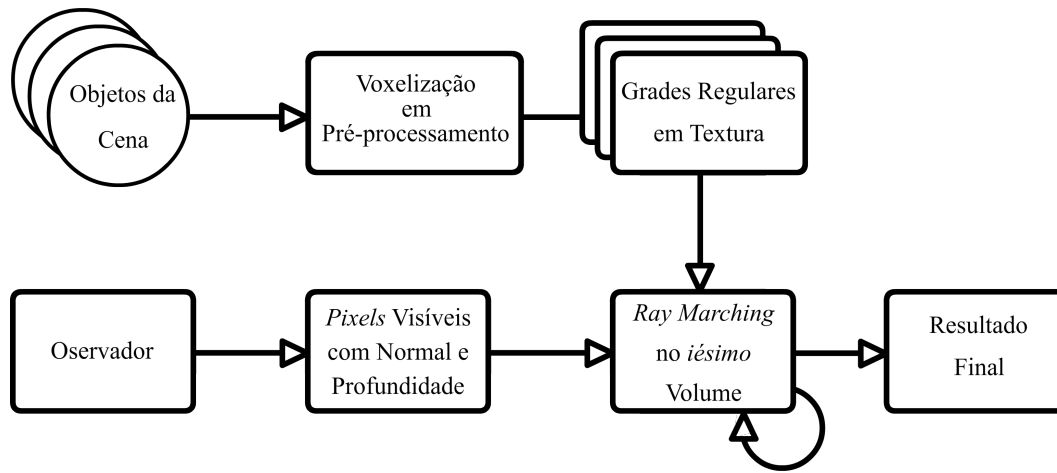 Objetos da
Cena
Voxelização
em
Pré-processamento
Grades Regulares
em Textura
Oservador
Pixels Visíveis
com Normal e
Profundidade
Ray Marching
no iésimo
Volume
Resultado
Final